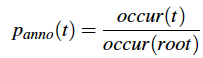 p_anno(t) = occur(t) / occur(root)